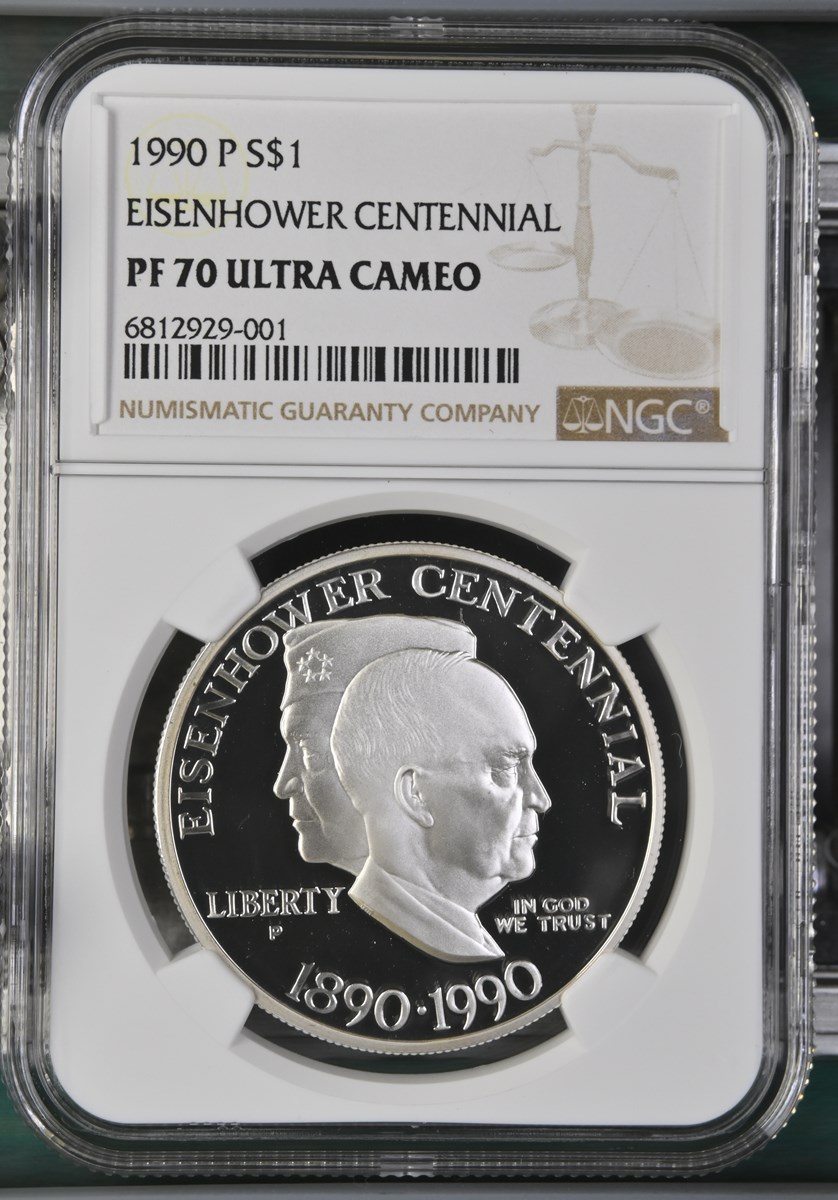 1990 P S$1
EISENHOWER CENTENNIAL
PF 70 ULTRA CAMEO
6812929-001
NUMISMATIC GUARANTY COMPANY
NGC®
EISENHOWER CENTENNIAL
LIBERTY
P
IN GOD
WE TRUST
1890·1990